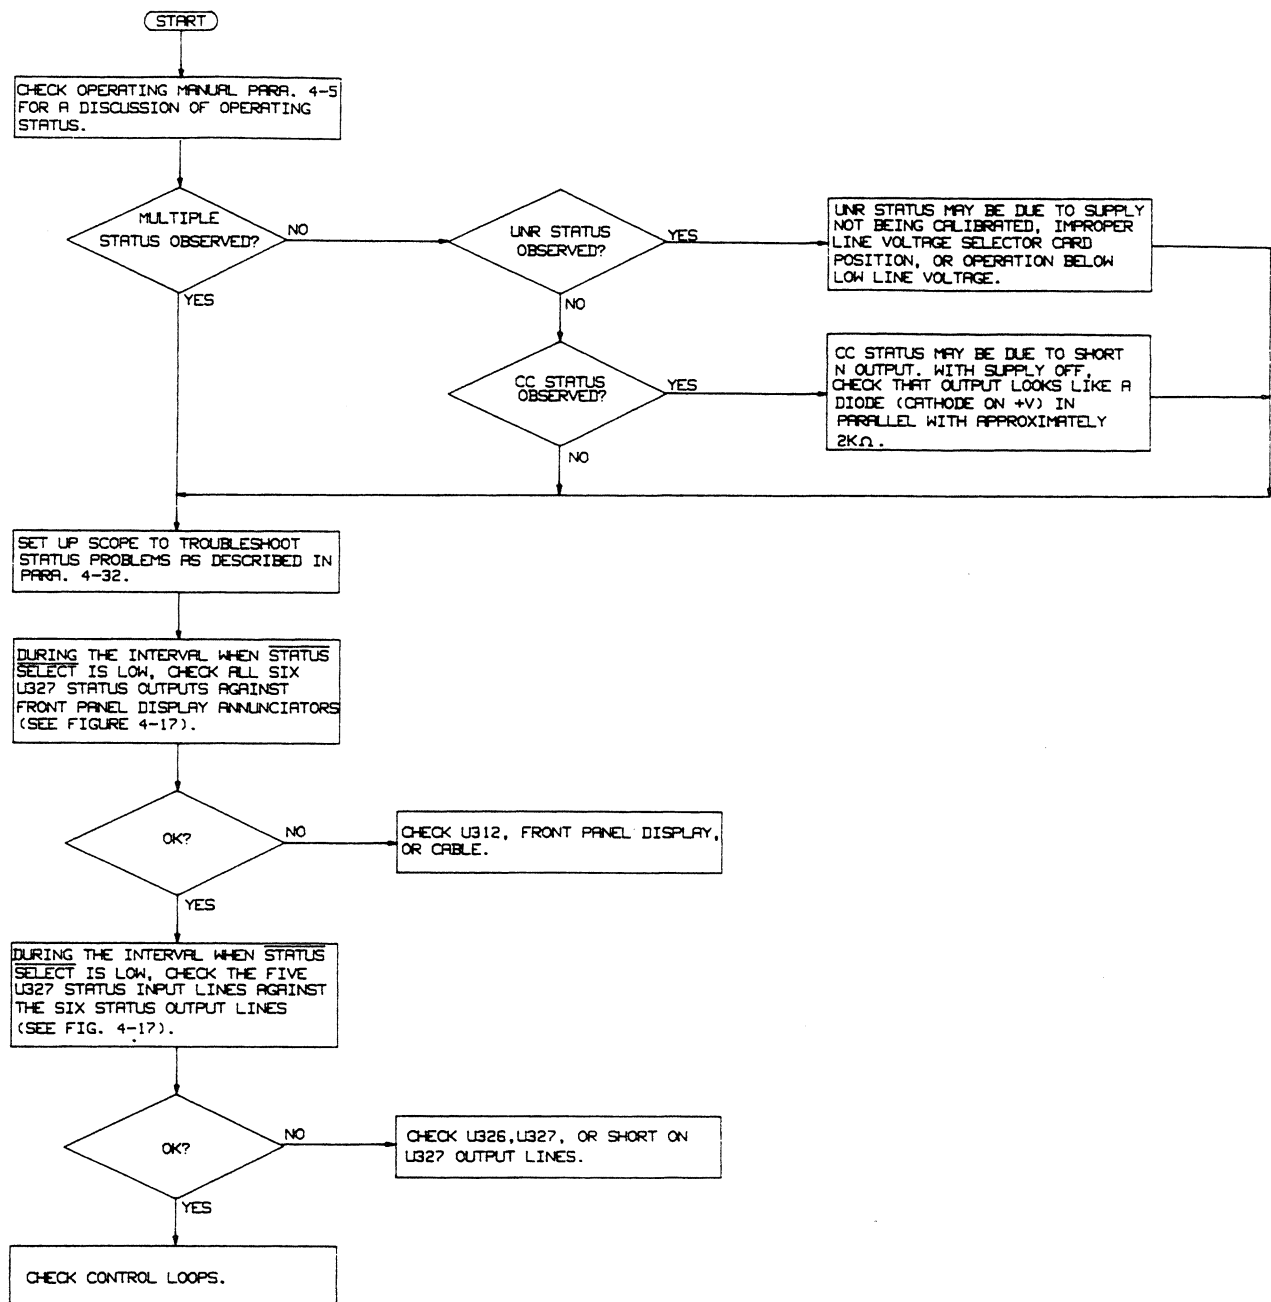 START
CHECK OPERATING MANUAL PARA. 4-5
FOR A DISCUSSION OF OPERATING
STATUS.
MULTIPLE
STATUS OBSERVED?
NO
YES
UNR STATUS
OBSERVED?
YES
NO
UNR STATUS MAY BE DUE TO SUPPLY
NOT BEING CALIBRATED, IMPROPER
LINE VOLTAGE SELECTOR CARD
POSITION, OR OPERATION BELOW
LOW LINE VOLTAGE.
CC STATUS
OBSERVED?
YES
NO
CC STATUS MAY BE DUE TO SHORT
N OUTPUT. WITH SUPPLY OFF,
CHECK THAT OUTPUT LOOKS LIKE A
DIODE (CATHODE ON +V) IN
PARALLEL WITH APPROXIMATELY
2KΩ.
SET UP SCOPE TO TROUBLESHOOT
STATUS PROBLEMS AS DESCRIBED IN
PARA. 4-32.
DURING THE INTERVAL WHEN STATUS
SELECT IS LOW, CHECK ALL SIX
U327 STATUS OUTPUTS AGAINST
FRONT PANEL DISPLAY ANNUNCIATORS
(SEE FIGURE 4-17).
OK?
NO
YES
CHECK U312, FRONT PANEL DISPLAY,
OR CABLE.
DURING THE INTERVAL WHEN STATUS
SELECT IS LOW, CHECK THE FIVE
U327 STATUS INPUT LINES AGAINST
THE SIX STATUS OUTPUT LINES
(SEE FIG. 4-17).
OK?
NO
YES
CHECK U326,U327, OR SHORT ON
U327 OUTPUT LINES.
CHECK CONTROL LOOPS.